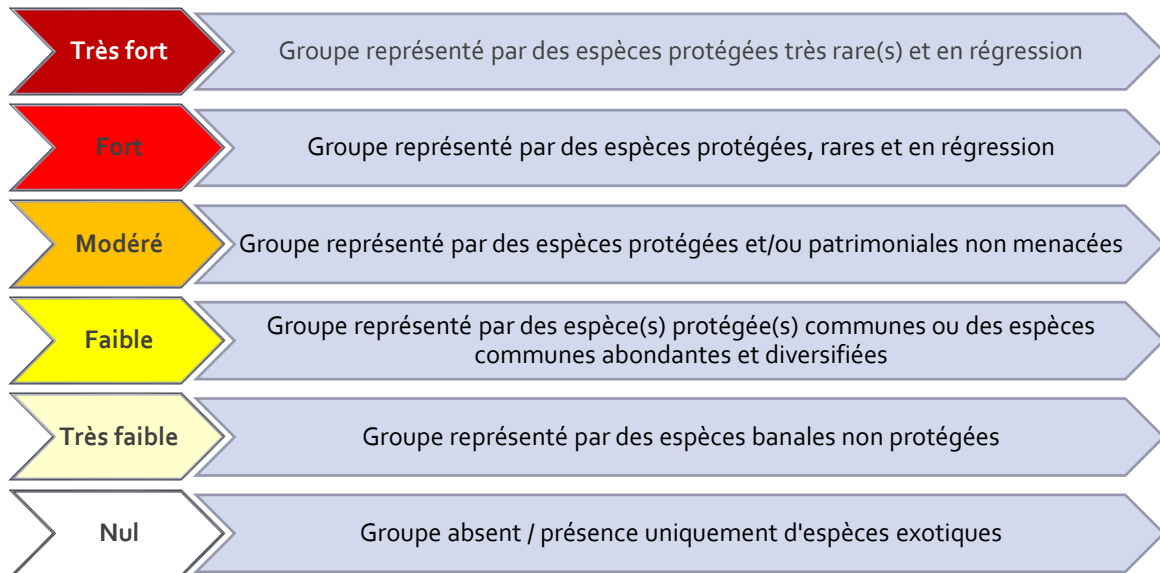 Très fort
Groupe représenté par des espèces protégées très rare(s) et en régression
Fort
Groupe représenté par des espèces protégées, rares et en régression
Modéré
Groupe représenté par des espèces protégées et/ou patrimoniales non menacées
Faible
Groupe représenté par des espèce(s) protégée(s) communes ou des espèces
communes abondantes et diversifiées
Très faible
Groupe représenté par des espèces banales non protégées
Nul
Groupe absent / présence uniquement d'espèces exotiques